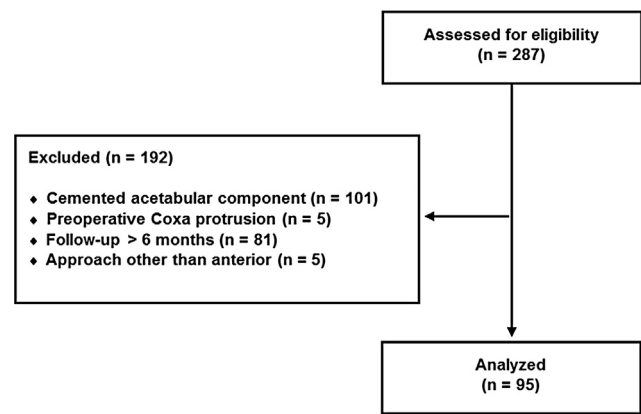 Assessed for eligibility
(n = 287)
Excluded (n = 192)
♦ Cemented acetabular component (n = 101)
♦ Preoperative Coxa protrusion (n = 5)
♦ Follow-up > 6 months (n = 81)
♦ Approach other than anterior (n = 5)
Analyzed
(n = 95)